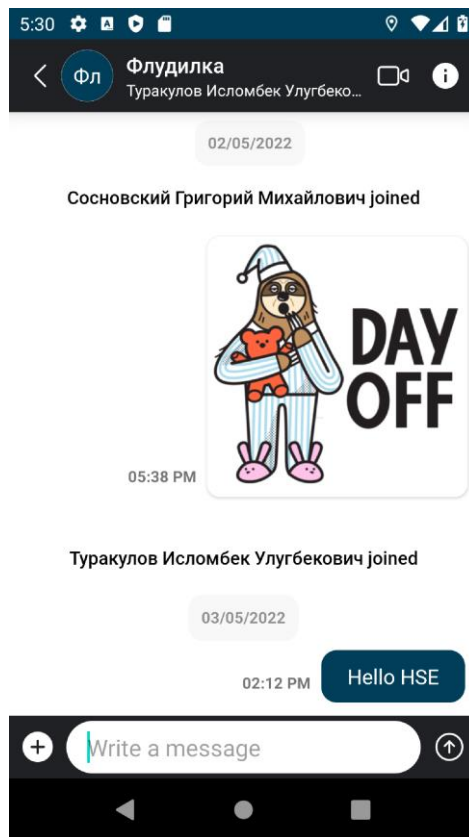 5:30
Фл
Флудилка
Туракулов Исломбек Улугбеко...
02/05/2022
Сосновский Григорий Михайлович joined
DAY
OFF
05:38 PM
Туракулов Исломбек Улугбекович joined
03/05/2022
02:12 PM
Hello HSE
Write a message